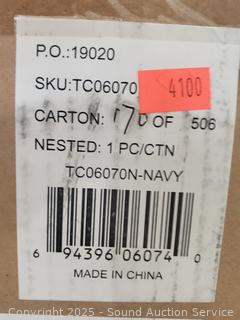 P.O.:19020
SKU:TC06070
4100
CARTON: 170 OF 506
NESTED: 1 PC/CTN
TC06070N-NAVY
6 94396 06074 0
MADE IN CHINA
Copyright © 2025 - Sound Auction Service